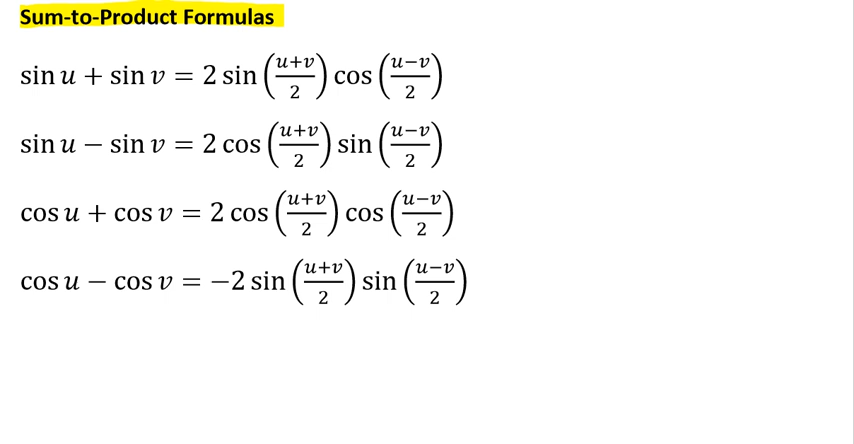 Sum-to-Product Formulas
sin u + sin v = 2 sin ((u+v)/2) cos ((u−v)/2)
sin u − sin v = 2 cos ((u+v)/2) sin ((u−v)/2)
cos u + cos v = 2 cos ((u+v)/2) cos ((u−v)/2)
cos u − cos v = −2 sin ((u+v)/2) sin ((u−v)/2)